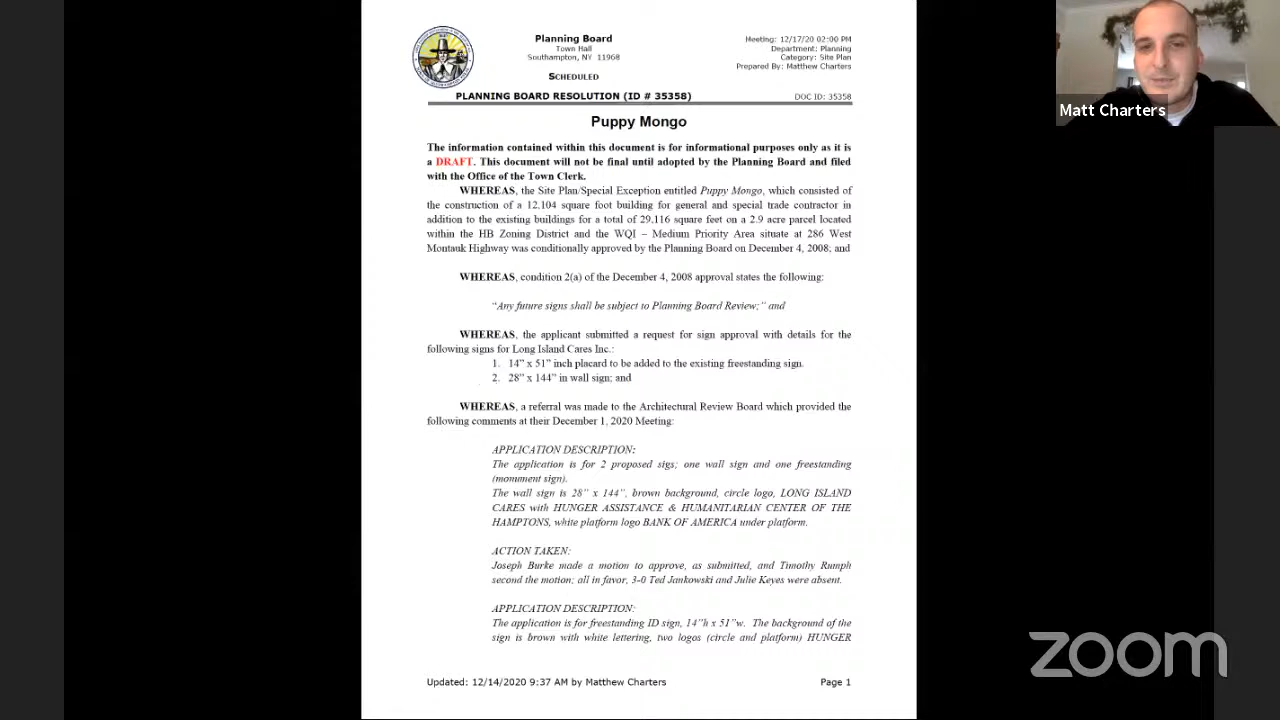 Planning Board
Town Hall
Southampton, NY 11968
SCHEDULED
Meeting: 12/17/20 02:00 PM
Department: Planning
Category: Site Plan
Prepared By: Matthew Charters
PLANNING BOARD RESOLUTION (ID # 35358)
DOC ID: 35358
Puppy Mongo
The information contained within this document is for informational purposes only as it is
a DRAFT. This document will not be final until adopted by the Planning Board and filed
with the Office of the Town Clerk.
WHEREAS, the Site Plan/Special Exception entitled Puppy Mongo, which consisted of
the construction of a 12,104 square foot building for general and special trade contractor in
addition to the existing buildings for a total of 29,116 square feet on a 2.9 acre parcel located
within the HB Zoning District and the WQI – Medium Priority Area situate at 286 West
Montauk Highway was conditionally approved by the Planning Board on December 4, 2008; and
WHEREAS, condition 2(a) of the December 4, 2008 approval states the following:
“Any future signs shall be subject to Planning Board Review;” and
WHEREAS, the applicant submitted a request for sign approval with details for the
following signs for Long Island Cares Inc.:
1. 14” x 51” inch placard to be added to the existing freestanding sign.
2. 28” x 144” in wall sign; and
WHEREAS, a referral was made to the Architectural Review Board which provided the
following comments at their December 1, 2020 Meeting:
APPLICATION DESCRIPTION:
The application is for 2 proposed sigs; one wall sign and one freestanding
(monument sign).
The wall sign is 28” x 144”, brown background, circle logo, LONG ISLAND
CARES with HUNGER ASSISTANCE & HUMANITARIAN CENTER OF THE
HAMPTONS, white platform logo BANK OF AMERICA under platform.
ACTION TAKEN:
Joseph Burke made a motion to approve, as submitted, and Timothy Rumph
second the motion; all in favor, 3-0 Ted Jankowski and Julie Keyes were absent.
APPLICATION DESCRIPTION:
The application is for freestanding ID sign, 14”h x 51”w. The background of the
sign is brown with white lettering, two logos (circle and platform) HUNGER
Updated: 12/14/2020 9:37 AM by Matthew Charters
Page 1
Matt Charters
zoom